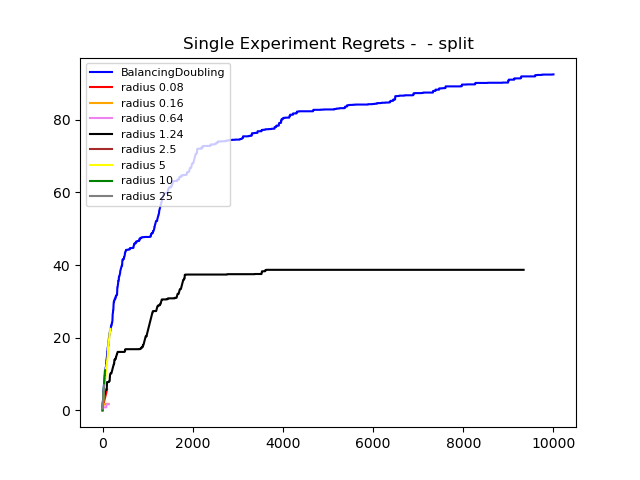 Single Experiment Regrets -  - split
BalancingDoubling
radius 0.08
radius 0.16
radius 0.64
radius 1.24
radius 2.5
radius 5
radius 10
radius 25
80
60
40
20
0
0 2000 4000 6000 8000 10000